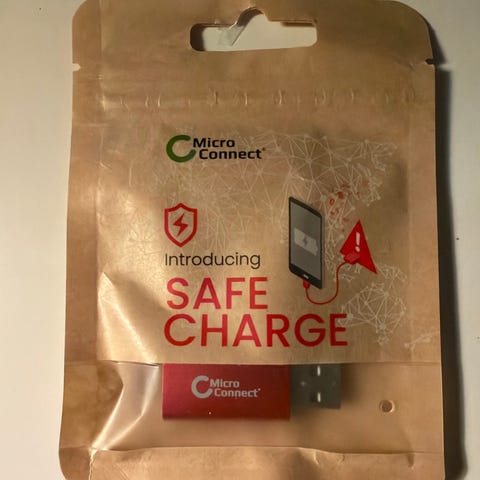 Micro
Connect®
Introducing
SAFE
CHARGE
Micro
Connect®